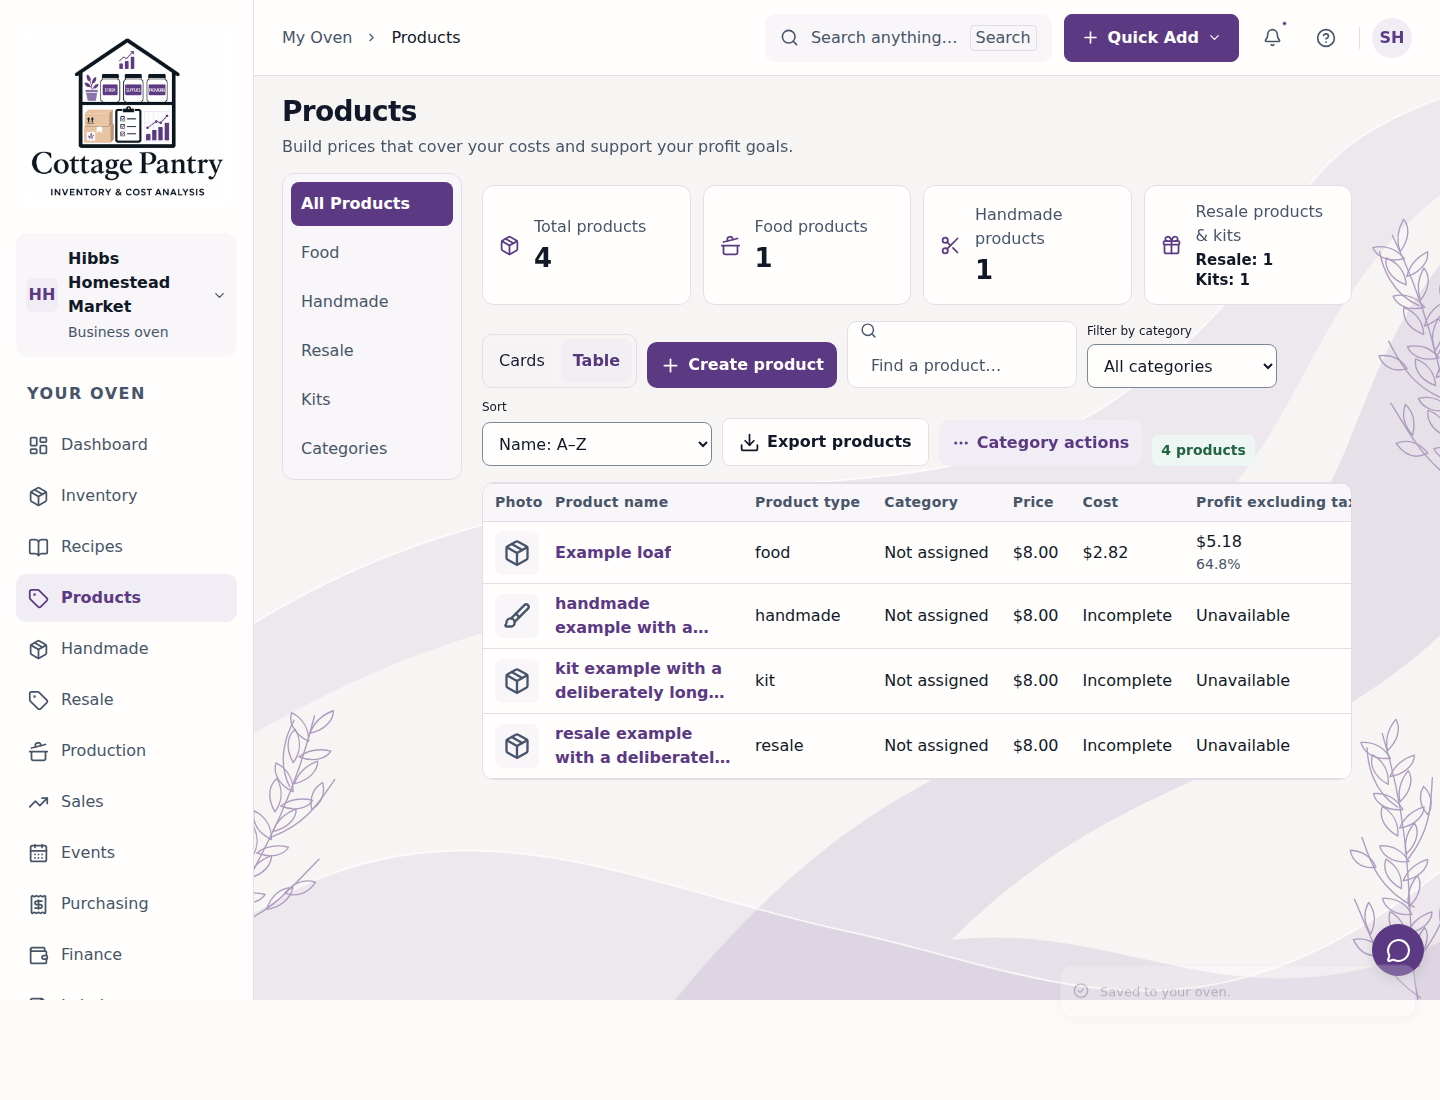 Cottage Pantry
INVENTORY & COST ANALYSIS
HH
Hibbs
Homestead
Market
Business oven
YOUR OVEN
Dashboard
Inventory
Recipes
Products
Handmade
Resale
Production
Sales
Events
Purchasing
Finance
My Oven › Products
Search anything…
Search
Quick Add
SH
Products
Build prices that cover your costs and support your profit goals.
All Products
Food
Handmade
Resale
Kits
Categories
Total products
4
Food products
1
Handmade
products
1
Resale products
& kits
Resale: 1
Kits: 1
Cards
Table
Create product
Find a product…
Filter by category
All categories
Sort
Name: A–Z
Export products
Category actions
4 products
Photo Product name Product type Category Price Cost Profit excluding tax
Example loaf food Not assigned $8.00 $2.82 $5.18
64.8%
handmade
example with a… handmade Not assigned $8.00 Incomplete Unavailable
kit example with a
deliberately long… kit Not assigned $8.00 Incomplete Unavailable
resale example
with a deliberatel… resale Not assigned $8.00 Incomplete Unavailable
Saved to your oven.